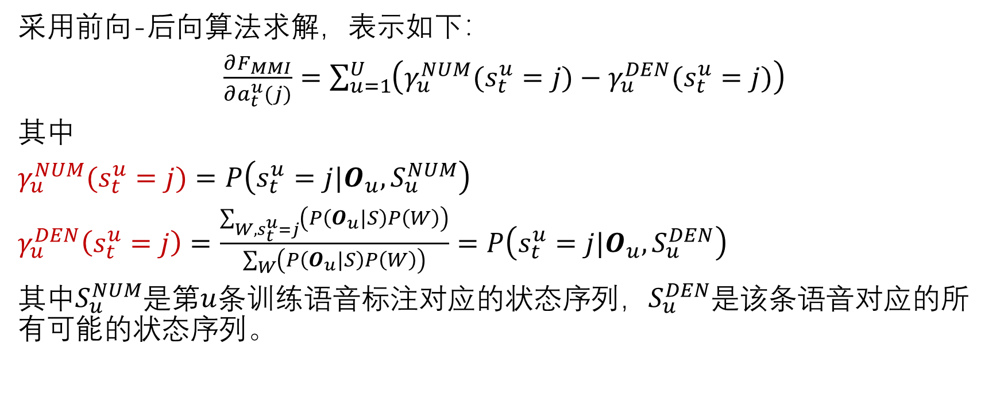 采用前向-后向算法求解，表示如下：
$\frac{\partial F_{MMI}}{\partial a_t^u(j)} = \sum_{u=1}^{U} \left( \gamma_u^{NUM}(s_t^u = j) - \gamma_u^{DEN}(s_t^u = j) \right)$
其中
$\gamma_u^{NUM}(s_t^u = j) = P\left(s_t^u = j | \boldsymbol{O}_u, S_u^{NUM}\right)$
$\gamma_u^{DEN}(s_t^u = j) = \frac{\sum_{W, s_t^u = j} \left( P(\boldsymbol{O}_u | S) P(W) \right)}{\sum_W \left( P(\boldsymbol{O}_u | S) P(W) \right)} = P\left(s_t^u = j | \boldsymbol{O}_u, S_u^{DEN}\right)$
其中$S_u^{NUM}$是第$u$条训练语音标注对应的状态序列，$S_u^{DEN}$是该条语音对应的所
有可能的状态序列。